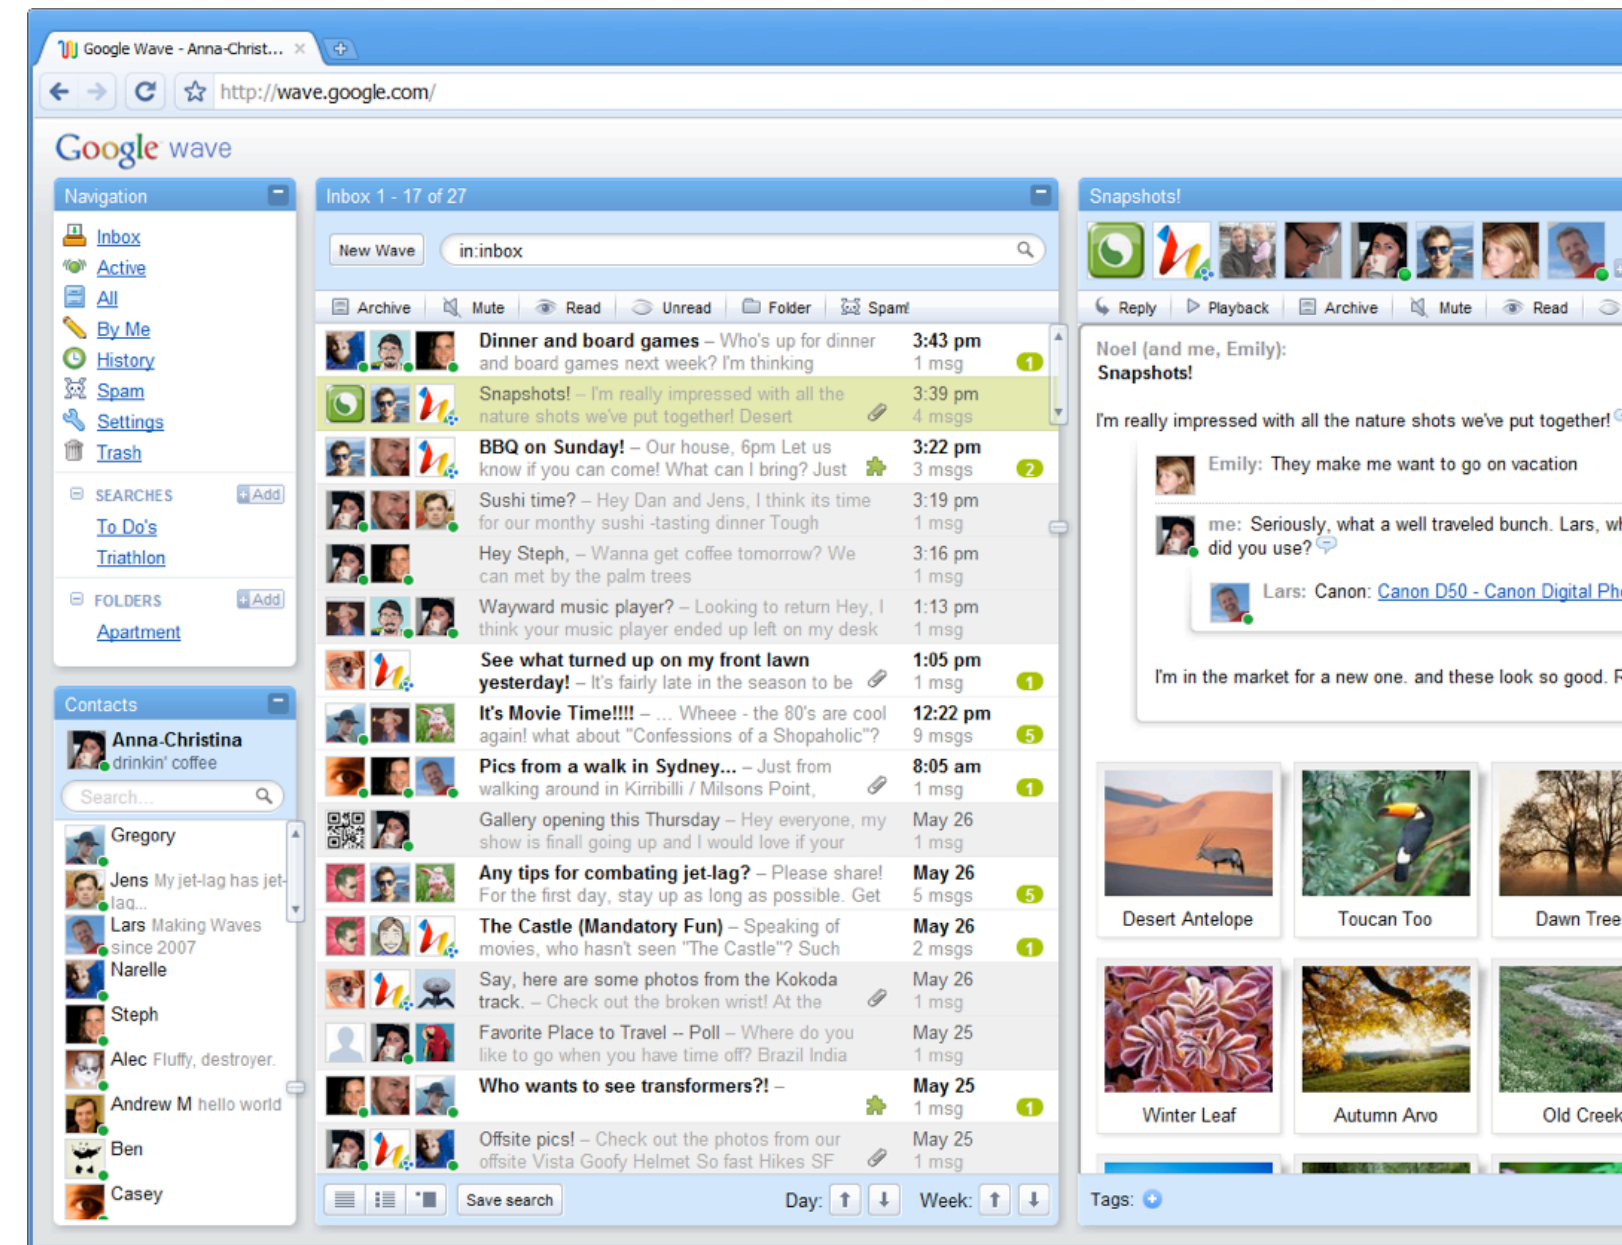 Google Wave - Anna-Christ...
http://wave.google.com/
Google wave
Navigation
Inbox
Active
All
By Me
History
Spam
Settings
Trash
SEARCHES
Add
To Do's
Triathlon
FOLDERS
Add
Apartment
Contacts
Anna-Christina
drinkin' coffee
Search...
Gregory
Jens My jet-lag has jet-
lag...
Lars Making Waves
since 2007
Narelle
Steph
Alec Fluffy, destroyer.
Andrew M hello world
Ben
Casey
Inbox 1 - 17 of 27
New Wave
in:inbox
Archive Mute Read Unread Folder Spam!
Dinner and board games – Who's up for dinner 3:43 pm
and board games next week? I'm thinking 1 msg 1
Snapshots! – I'm really impressed with all the 3:39 pm
nature shots we've put together! Desert 4 msgs
BBQ on Sunday! – Our house, 6pm Let us 3:22 pm
know if you can come! What can I bring? Just 3 msgs 2
Sushi time? – Hey Dan and Jens, I think its time 3:19 pm
for our monthy sushi -tasting dinner Tough 1 msg
Hey Steph, – Wanna get coffee tomorrow? We 3:16 pm
can met by the palm trees 1 msg
Wayward music player? – Looking to return Hey, I 1:13 pm
think your music player ended up left on my desk 1 msg
See what turned up on my front lawn 1:05 pm
yesterday! – It's fairly late in the season to be 1 msg 1
It's Movie Time!!!! – ... Wheee - the 80's are cool 12:22 pm
again! what about "Confessions of a Shopaholic"? 9 msgs 5
Pics from a walk in Sydney... – Just from 8:05 am
walking around in Kirribilli / Milsons Point, 1 msg 1
Gallery opening this Thursday – Hey everyone, my May 26
show is finall going up and I would love if your 1 msg
Any tips for combating jet-lag? – Please share! May 26
For the first day, stay up as long as possible. Get 5 msgs 5
The Castle (Mandatory Fun) – Speaking of May 26
movies, who hasn't seen "The Castle"? Such 2 msgs 1
Say, here are some photos from the Kokoda May 26
track. – Check out the broken wrist! At the 1 msg
Favorite Place to Travel -- Poll – Where do you May 25
like to go when you have time off? Brazil India 1 msg
Who wants to see transformers?! – May 25
1 msg 1
Offsite pics! – Check out the photos from our May 25
offsite Vista Goofy Helmet So fast Hikes SF 1 msg
Save search Day: Week:
Snapshots!
Reply Playback Archive Mute Read
Noel (and me, Emily):
Snapshots!
I'm really impressed with all the nature shots we've put together!
Emily: They make me want to go on vacation
me: Seriously, what a well traveled bunch. Lars, wh
did you use?
Lars: Canon: Canon D50 - Canon Digital Pho
I'm in the market for a new one. and these look so good. R
Desert Antelope Toucan Too Dawn Tree
Winter Leaf Autumn Arvo Old Creek
Tags: